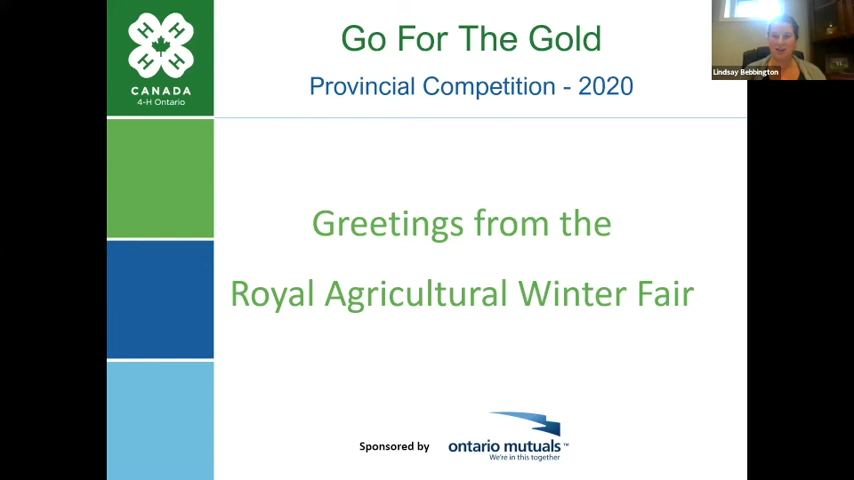 Go For The Gold
Provincial Competition - 2020
H H
H H
CANADA
4-H Ontario
Lindsay Bebbington
Greetings from the
Royal Agricultural Winter Fair
Sponsored by
ontario mutuals™
We're in this together